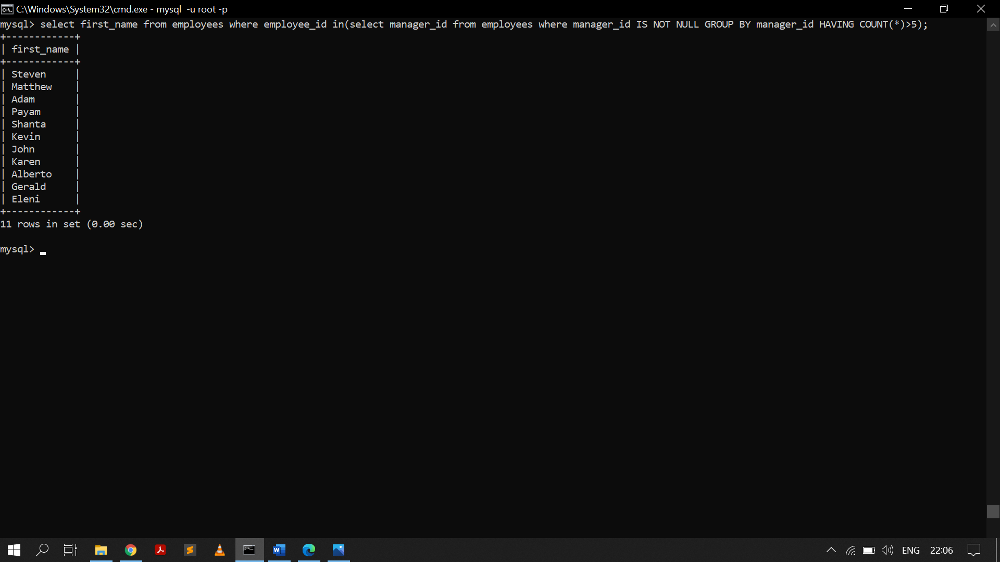 C:\Windows\System32\cmd.exe - mysql  -u root -p
mysql> select first_name from employees where employee_id in(select manager_id from employees where manager_id IS NOT NULL GROUP BY manager_id HAVING COUNT(*)>5);
+------------+
| first_name |
+------------+
| Steven     |
| Matthew    |
| Adam       |
| Payam      |
| Shanta     |
| Kevin      |
| John       |
| Karen      |
| Alberto    |
| Gerald     |
| Eleni      |
+------------+
11 rows in set (0.00 sec)
mysql>
ENG 22:06